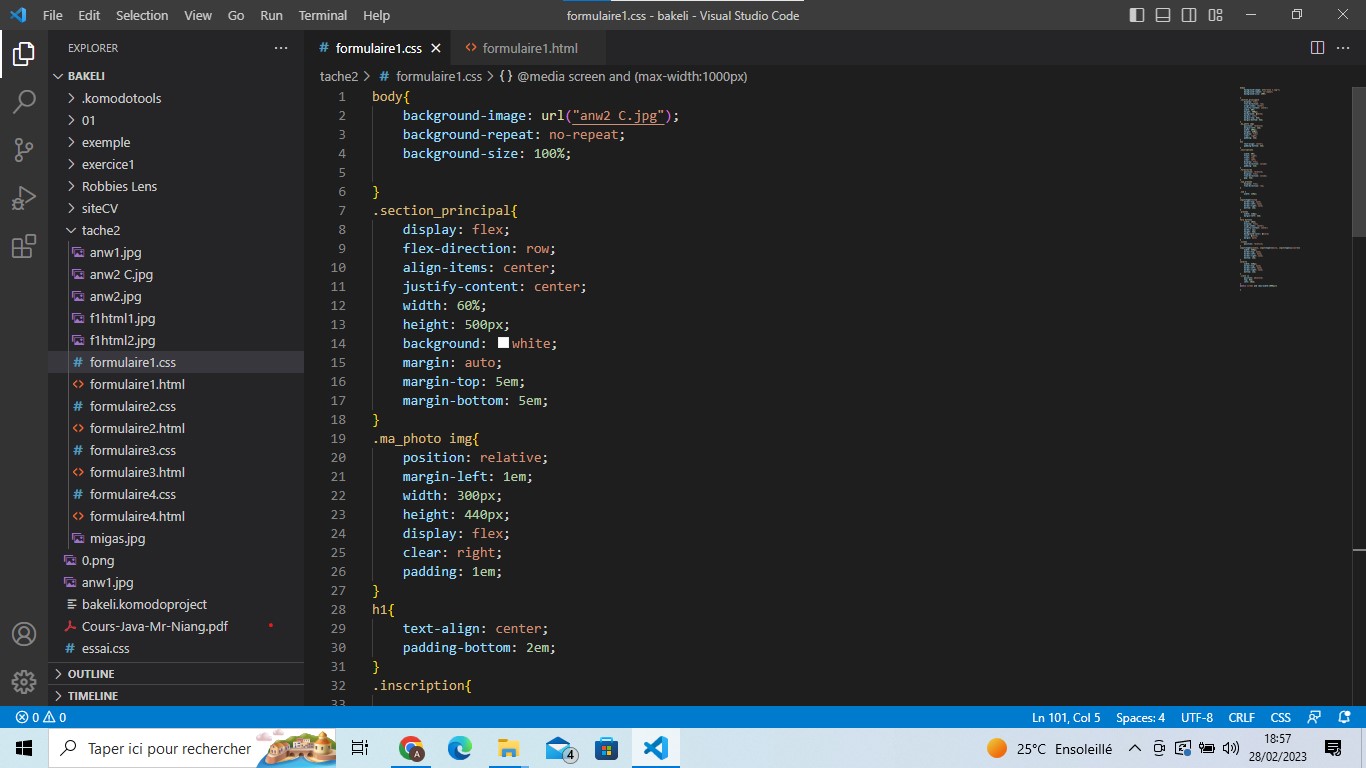 File Edit Selection View Go Run Terminal Help formulaire1.css - bakeli - Visual Studio Code
EXPLORER
BAKELI
.komodotools
01
exemple
exercice1
Robbies Lens
siteCV
tache2
anw1.jpg
anw2 C.jpg
anw2.jpg
f1html1.jpg
f1html2.jpg
# formulaire1.css
<> formulaire1.html
# formulaire2.css
<> formulaire2.html
# formulaire3.css
<> formulaire3.html
# formulaire4.css
<> formulaire4.html
migas.jpg
0.png
anw1.jpg
bakeli.komodoproject
Cours-Java-Mr-Niang.pdf
# essai.css
OUTLINE
TIMELINE
# formulaire1.css <> formulaire1.html
tache2 > # formulaire1.css > {} @media screen and (max-width:1000px)
1 body{
2 background-image: url("anw2 C.jpg");
3 background-repeat: no-repeat;
4 background-size: 100%;
5
6 }
7 .section_principal{
8 display: flex;
9 flex-direction: row;
10 align-items: center;
11 justify-content: center;
12 width: 60%;
13 height: 500px;
14 background: white;
15 margin: auto;
16 margin-top: 5em;
17 margin-bottom: 5em;
18 }
19 .ma_photo img{
20 position: relative;
21 margin-left: 1em;
22 width: 300px;
23 height: 440px;
24 display: flex;
25 clear: right;
26 padding: 1em;
27 }
28 h1{
29 text-align: center;
30 padding-bottom: 2em;
31 }
32 .inscription{
33
0 0 Ln 101, Col 5 Spaces: 4 UTF-8 CRLF CSS
Taper ici pour rechercher
A
4
25°C Ensoleillé
18:57
28/02/2023